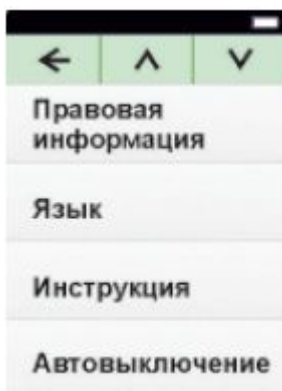 Правовая
информация
Язык
Инструкция
Автовыключение